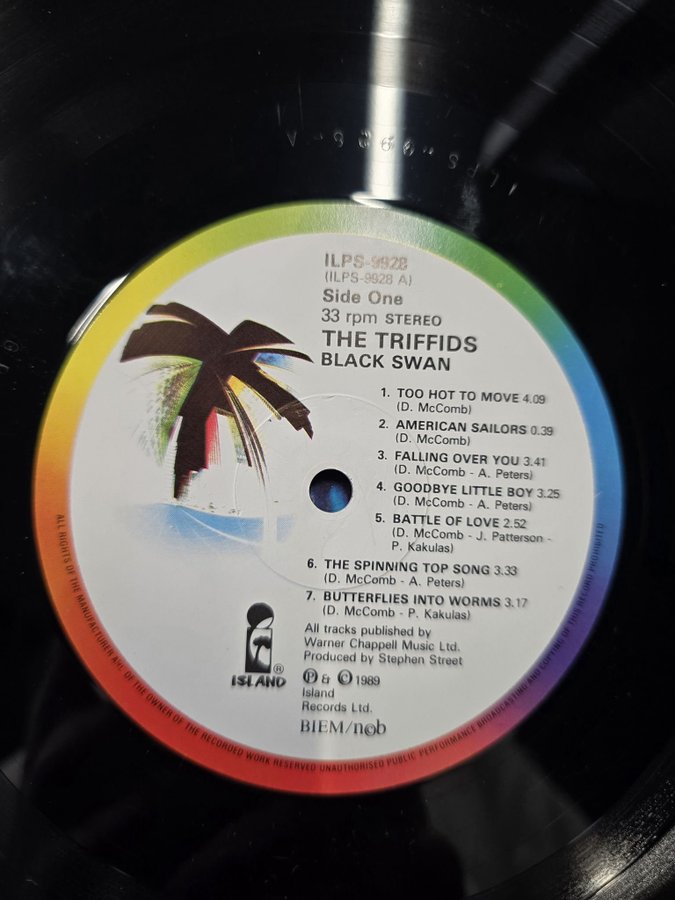 ILPS-9928
(ILPS-9928 A)
Side One
33 rpm STEREO
THE TRIFFIDS
BLACK SWAN
1. TOO HOT TO MOVE 4.09
(D. McComb)
2. AMERICAN SAILORS 0.39
(D. McComb)
3. FALLING OVER YOU 3.41
(D. McComb - A. Peters)
4. GOODBYE LITTLE BOY 3.25
(D. McComb - A. Peters)
5. BATTLE OF LOVE 2.52
(D. McComb - J. Patterson -
P. Kakulas)
6. THE SPINNING TOP SONG 3.33
(D. McComb - A. Peters)
7. BUTTERFLIES INTO WORMS 3.17
(D. McComb - P. Kakulas)
All tracks published by
Warner Chappell Music Ltd.
Produced by Stephen Street
℗ & © 1989
Island
Records Ltd.
BIEM/ncb
ISLAND®
ALL RIGHTS OF THE MANUFACTURER AND OF THE OWNER OF THE RECORDED WORK RESERVED UNAUTHORISED PUBLIC PERFORMANCE BROADCASTING AND COPYING OF THIS RECORD PROHIBITED